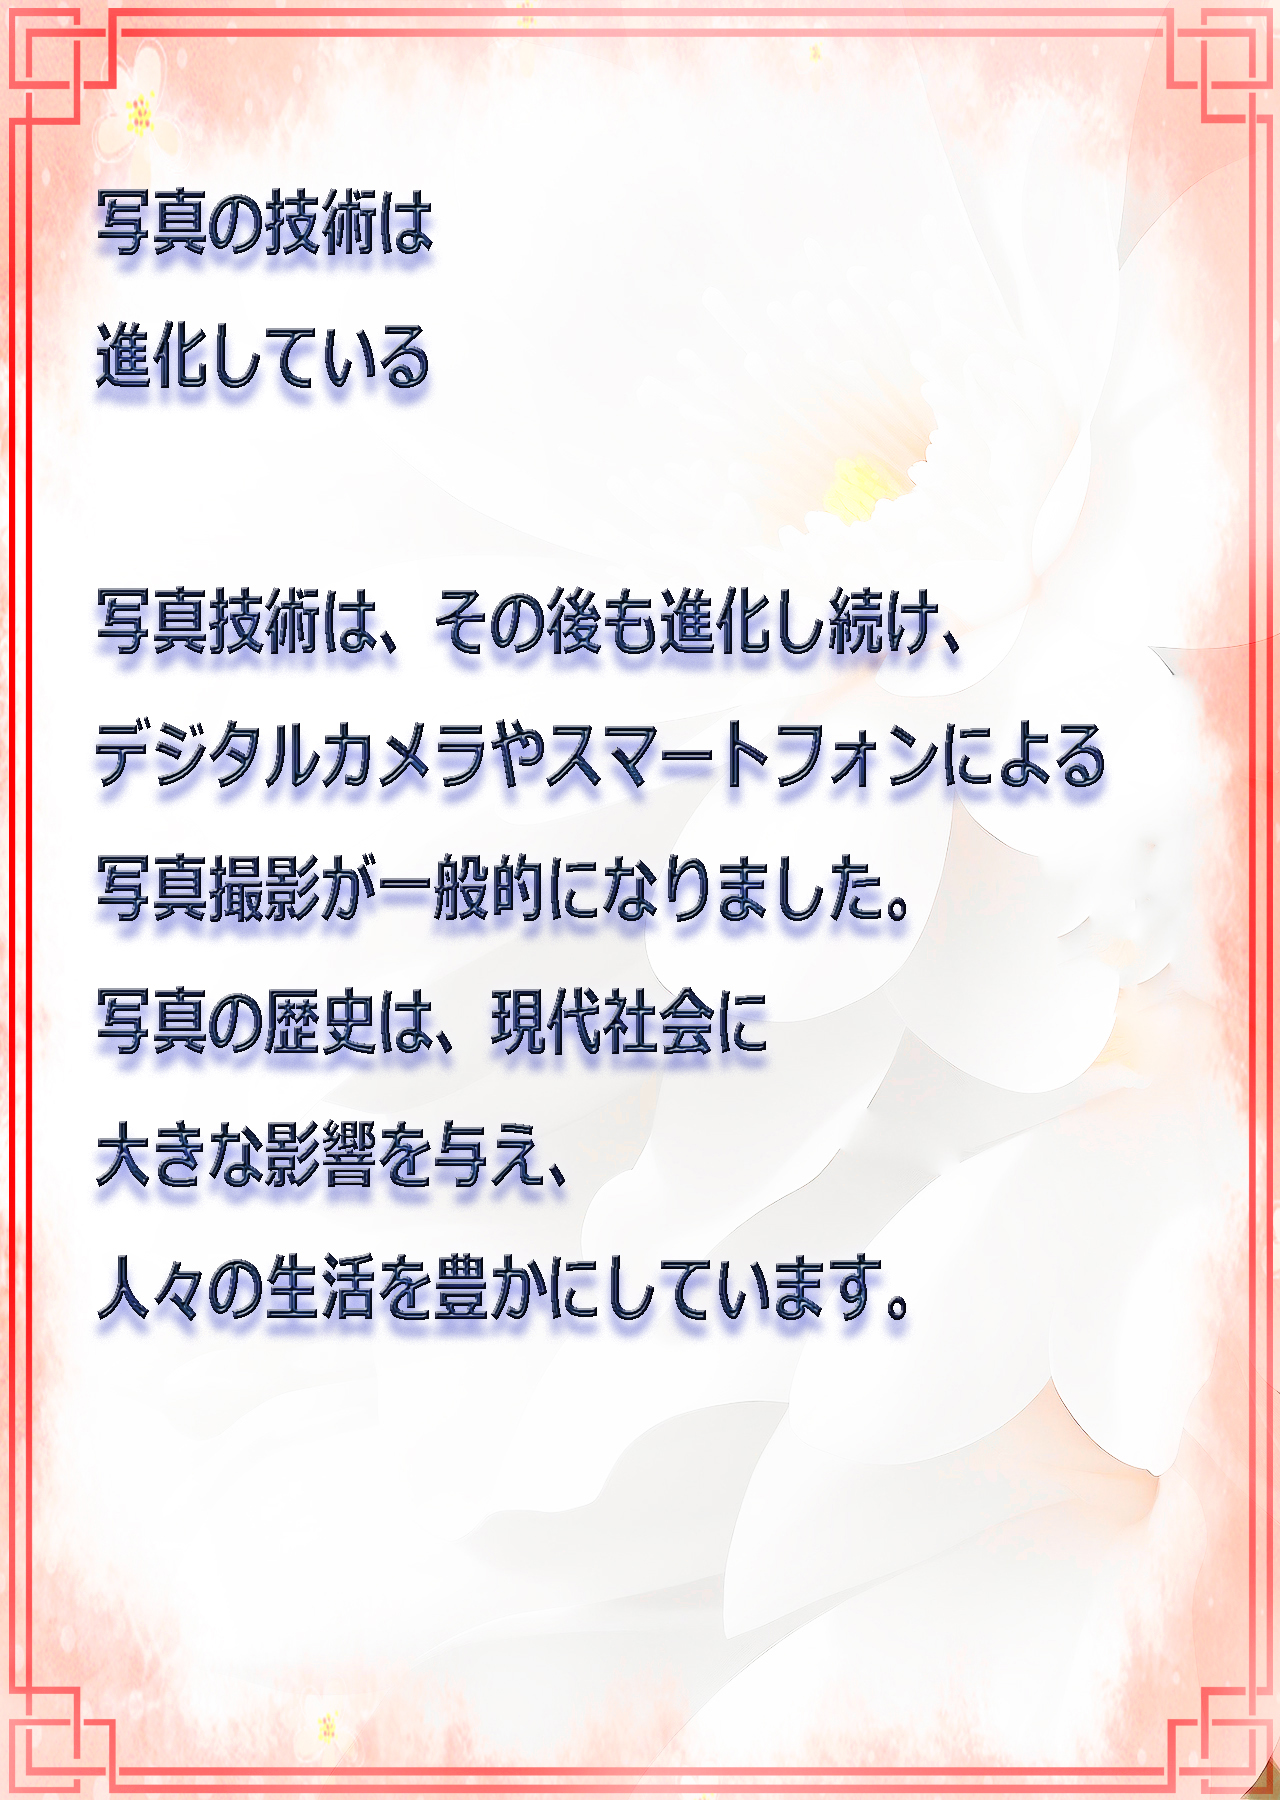 写真の技術は
進化している
写真技術は、その後も進化し続け、
デジタルカメラやスマートフォンによる
写真撮影が一般的になりました。
写真の歴史は、現代社会に
大きな影響を与え、
人々の生活を豊かにしています。